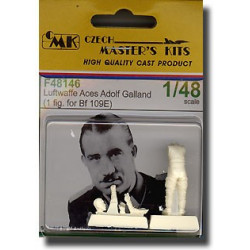 CMK
CZECH
MASTER'S KITS
HIGH QUALITY CAST PRODUCT
F48146
Luftwaffe Aces Adolf Galland
(1 fig. for Bf 109E)
1/48
scale